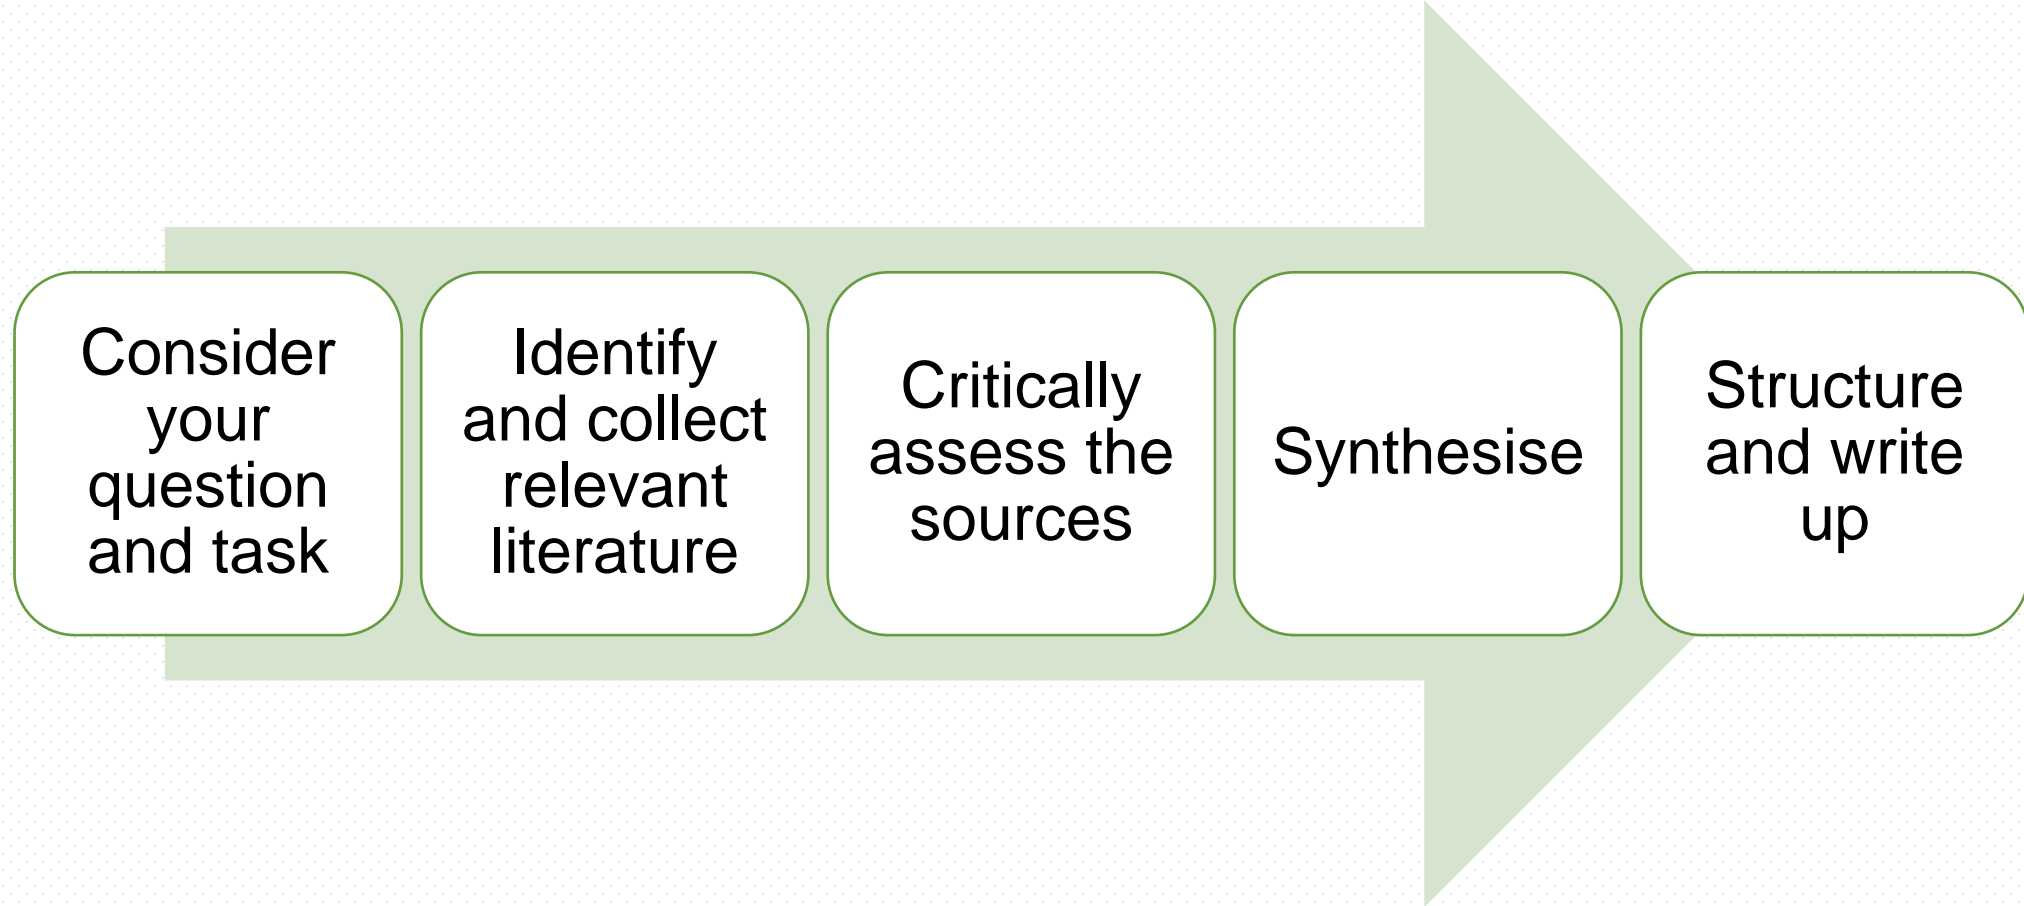 Consider
your
question
and task
Identify
and collect
relevant
literature
Critically
assess the
sources
Synthesise
Structure
and write
up